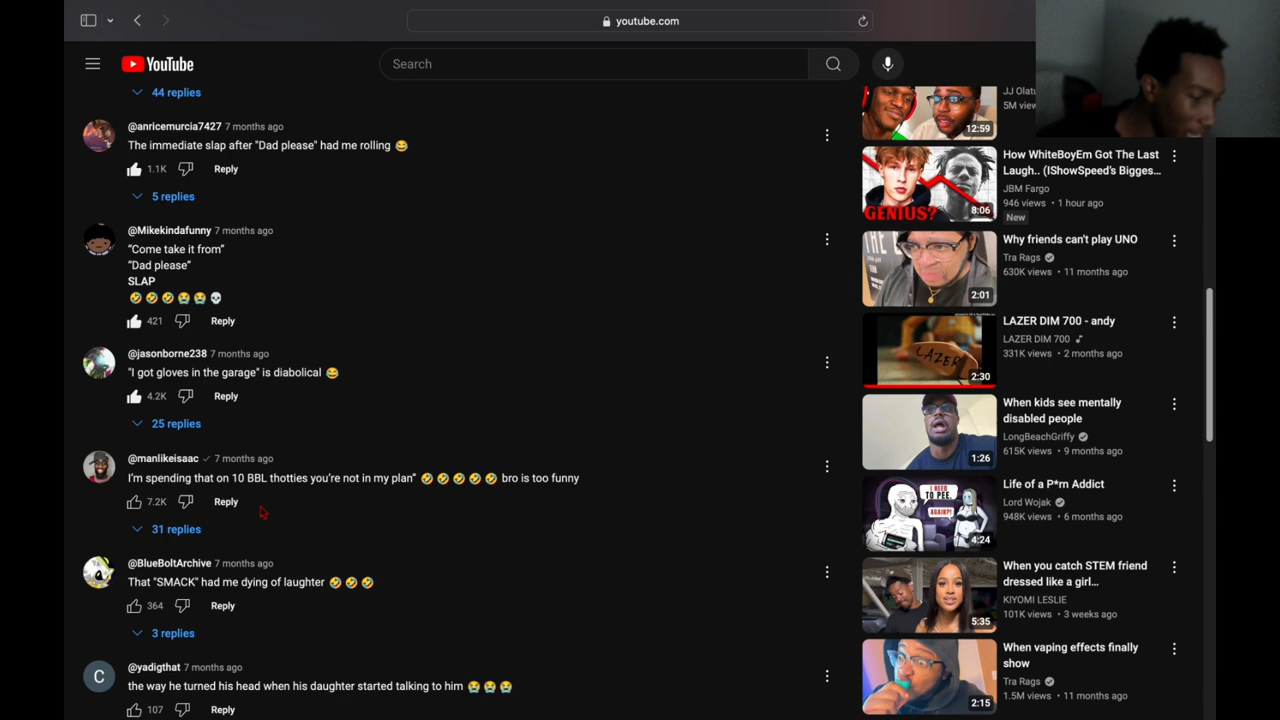 youtube.com
YouTube
Search
44 replies
@anricemurcia7427 7 months ago
The immediate slap after "Dad please" had me rolling 😂
1.1K Reply
5 replies
@Mikekindafunny 7 months ago
“Come take it from”
“Dad please”
SLAP
🤣 🤣 🤣 😭 😭 💀
421 Reply
@jasonborne238 7 months ago
"I got gloves in the garage" is diabolical 😂
4.2K Reply
25 replies
@manlikeisaac 7 months ago
I’m spending that on 10 BBL thotties you’re not in my plan” 🤣 🤣 🤣 🤣 🤣 bro is too funny
7.2K Reply
31 replies
@BlueBoltArchive 7 months ago
That "SMACK" had me dying of laughter 🤣 🤣 🤣
364 Reply
3 replies
C
@yadigthat 7 months ago
the way he turned his head when his daughter started talking to him 😭 😭 😭
107 Reply
JJ Olatu
5M view
12:59
How WhiteBoyEm Got The Last
Laugh.. (IShowSpeed's Bigges...
JBM Fargo
946 views • 1 hour ago
New
GENIUS?
8:06
Why friends can't play UNO
Tra Rags
630K views • 11 months ago
2:01
LAZER DIM 700 - andy
LAZER DIM 700
331K views • 2 months ago
LAZER
2:30
When kids see mentally
disabled people
LongBeachGriffy
615K views • 9 months ago
1:26
Life of a P*rn Addict
Lord Wojak
948K views • 6 months ago
I NEED
TO PEE.
AGAIN?!
4:24
When you catch STEM friend
dressed like a girl...
KIYOMI LESLIE
101K views • 3 weeks ago
5:35
When vaping effects finally
show
Tra Rags
1.5M views • 11 months ago
2:15